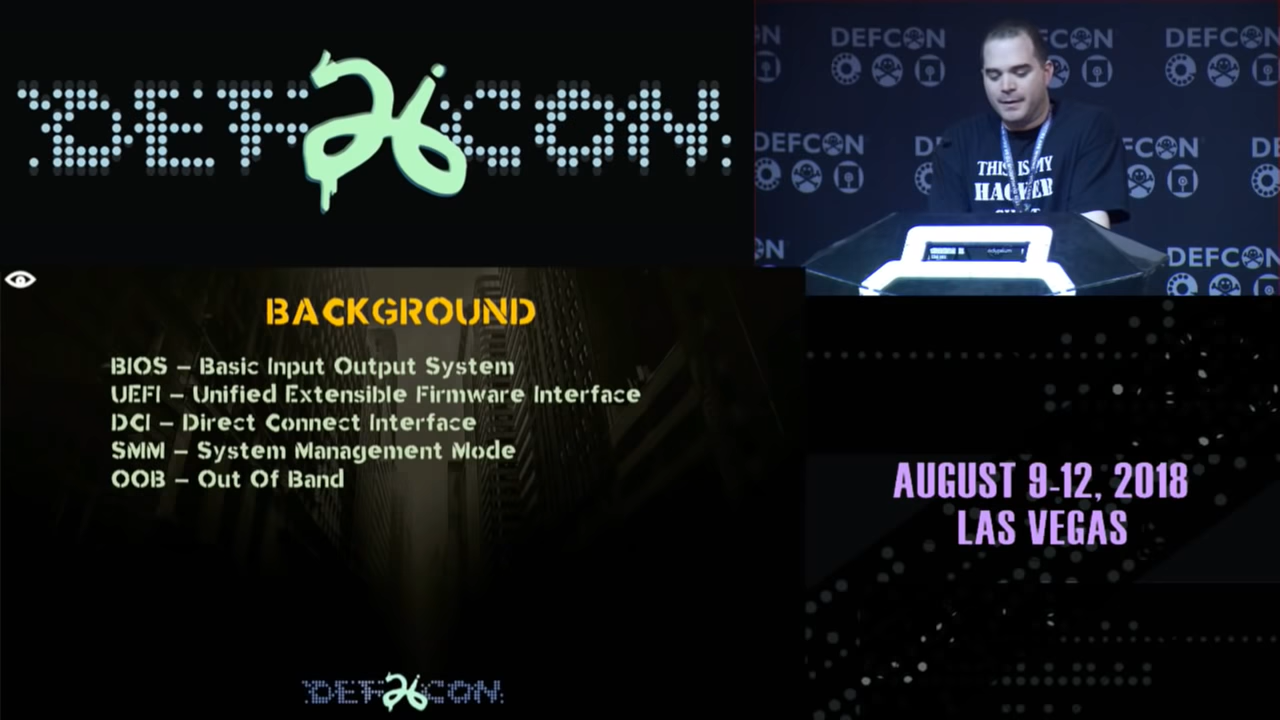 DEFCON
26
DEFCON
DEFCON
DEFCON
DEFCON
THIS IS MY
HACKER
BACKGROUND
BIOS – Basic Input Output System
UEFI – Unified Extensible Firmware Interface
DCI – Direct Connect Interface
SMM – System Management Mode
OOB – Out Of Band
AUGUST 9-12, 2018
LAS VEGAS
DEFCON
DEF26CON